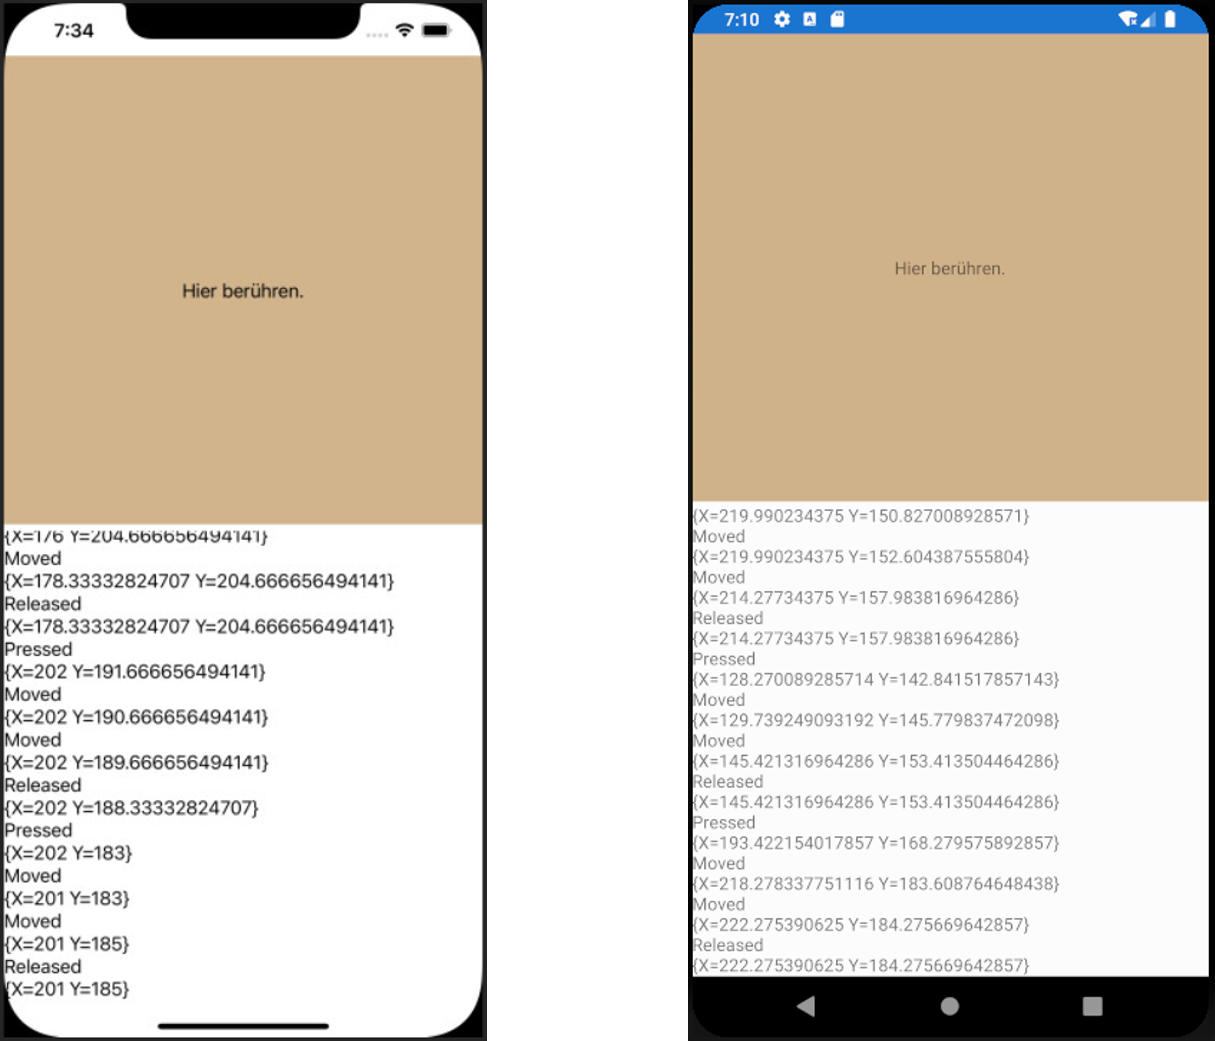 7:34
Hier berühren.
{X=176 Y=204.666656494141}
Moved
{X=178.33332824707 Y=204.666656494141}
Released
{X=178.33332824707 Y=204.666656494141}
Pressed
{X=202 Y=191.666656494141}
Moved
{X=202 Y=190.666656494141}
Moved
{X=202 Y=189.666656494141}
Released
{X=202 Y=188.33332824707}
Pressed
{X=202 Y=183}
Moved
{X=201 Y=183}
Moved
{X=201 Y=185}
Released
{X=201 Y=185}
7:10
A
Hier berühren.
{X=219.990234375 Y=150.827008928571}
Moved
{X=219.990234375 Y=152.604387555804}
Moved
{X=214.27734375 Y=157.983816964286}
Released
{X=214.27734375 Y=157.983816964286}
Pressed
{X=128.270089285714 Y=142.841517857143}
Moved
{X=129.739249093192 Y=145.779837472098}
Moved
{X=145.421316964286 Y=153.413504464286}
Released
{X=145.421316964286 Y=153.413504464286}
Pressed
{X=193.422154017857 Y=168.279575892857}
Moved
{X=218.278337751116 Y=183.608764648438}
Moved
{X=222.275390625 Y=184.275669642857}
Released
{X=222.275390625 Y=184.275669642857}